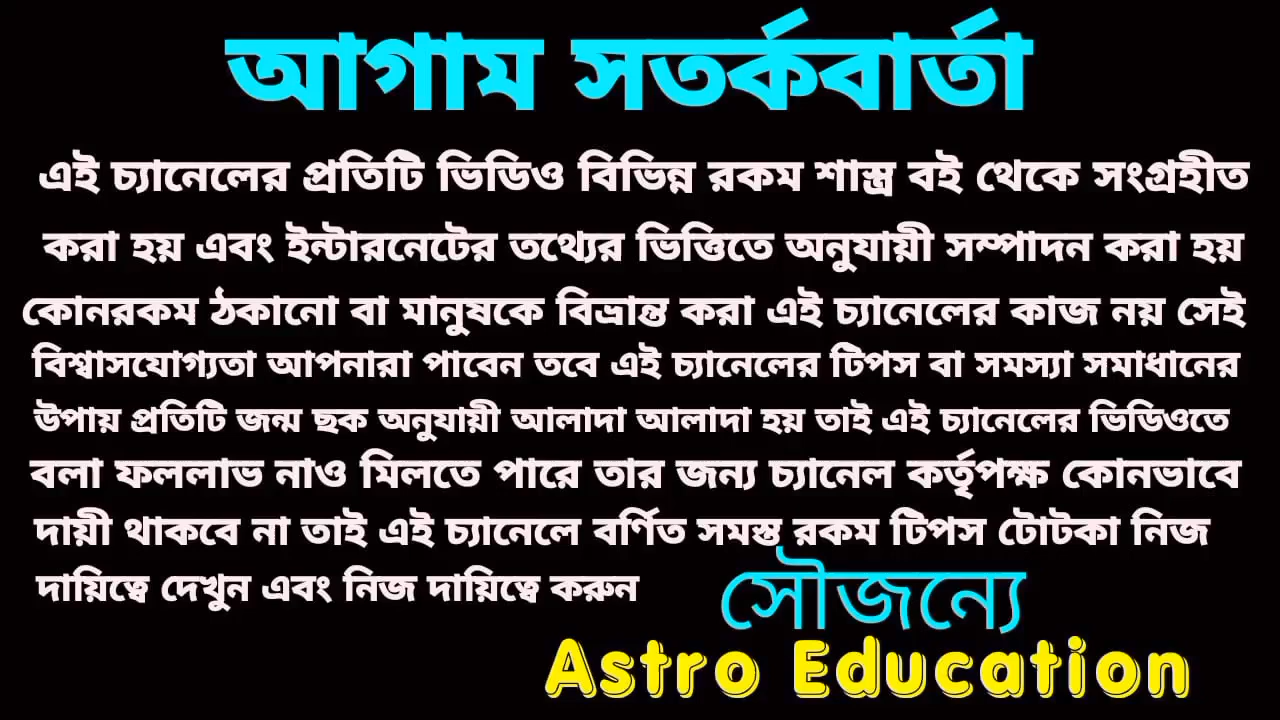 আগাম সতর্কবার্তা
এই চ্যানেলের প্রতিটি ভিডিও বিভিন্ন রকম শাস্ত্র বই থেকে সংগ্রহীত
করা হয় এবং ইন্টারনেটের তথ্যের ভিত্তিতে অনুযায়ী সম্পাদন করা হয়
কোনরকম ঠকানো বা মানুষকে বিভ্রান্ত করা এই চ্যানেলের কাজ নয় সেই
বিশ্বাসযোগ্যতা আপনারা পাবেন তবে এই চ্যানেলের টিপস বা সমস্যা সমাধানের
উপায় প্রতিটি জন্ম ছক অনুযায়ী আলাদা আলাদা হয় তাই এই চ্যানেলের ভিডিওতে
বলা ফললাভ নাও মিলতে পারে তার জন্য চ্যানেল কর্তৃপক্ষ কোনভাবে
দায়ী থাকবে না তাই এই চ্যানেলে বর্ণিত সমস্ত রকম টিপস টোটকা নিজ
দায়িত্বে দেখুন এবং নিজ দায়িত্বে করুন
সৌজন্যে
Astro Education